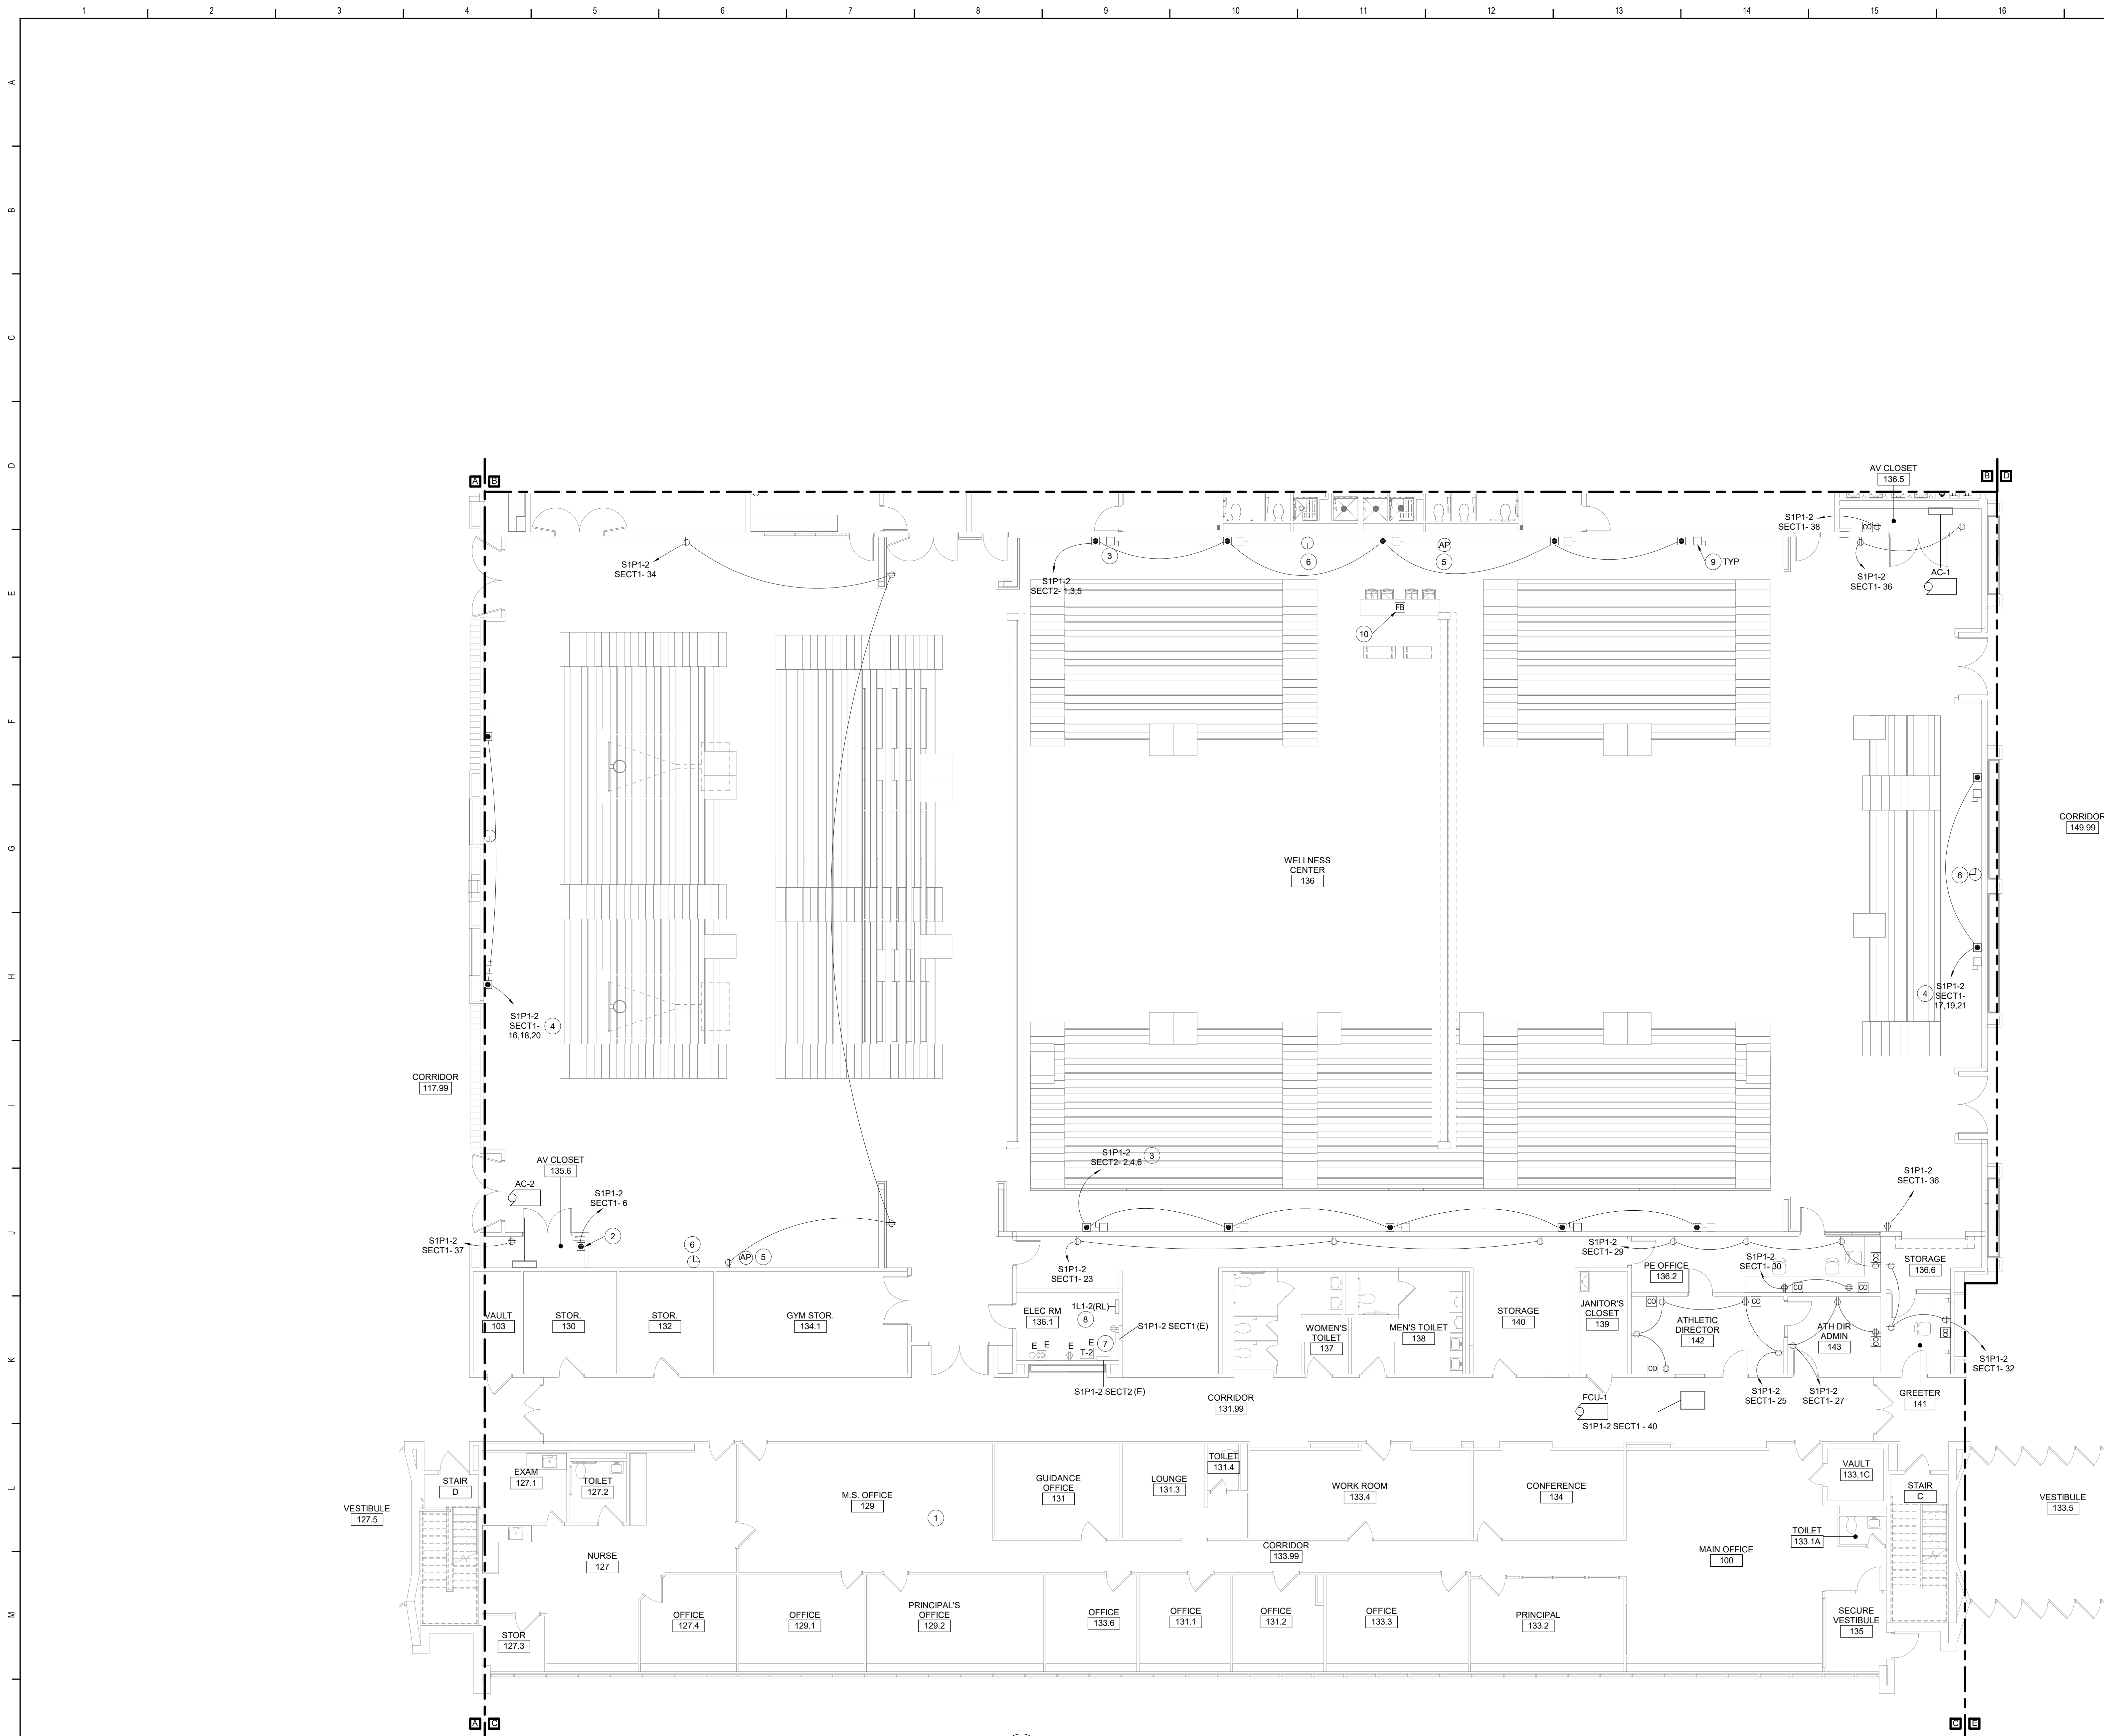 1 2 3 4 5 6 7 8 9 10 11 12 13 14 15 16
A
B
C
D
A B
B D
AV CLOSET
136.5
S1P1-2
SECT1- 38
CO
S1P1-2
SECT1- 34
3
6
AP
5
9 TYP
S1P1-2
SECT2- 1,3,5
S1P1-2
SECT1- 36
AC-1
E
FB
10
F
CORRIDOR
149.99
G
WELLNESS
CENTER
136
6
H
S1P1-2
SECT1-
16,18,20
4
4
S1P1-2
SECT1-
17,19,21
CORRIDOR
117.99
I
AV CLOSET
135.6
AC-2
S1P1-2
SECT1- 6
2
S1P1-2
SECT2- 2,4,6
3
S1P1-2
SECT1- 36
J
S1P1-2
SECT1- 37
6
AP
5
S1P1-2
SECT1- 23
S1P1-2
SECT1- 29
S1P1-2
SECT1- 30
PE OFFICE
136.2
CO
CO
CO
STORAGE
136.6
VAULT
103
STOR.
130
STOR.
132
GYM STOR.
134.1
ELEC RM
136.1
1L1-2(RL)
8
S1P1-2 SECT1 (E)
E
CO
E
E
E
T-2
7
S1P1-2 SECT2 (E)
WOMEN'S
TOILET
137
MEN'S TOILET
138
STORAGE
140
JANITOR'S
CLOSET
139
CO
CO
ATHLETIC
DIRECTOR
142
CO
ATH DIR
ADMIN
143
CO
CO
K
S1P1-2
SECT1- 32
S1P1-2
SECT1- 25
S1P1-2
SECT1- 27
GREETER
141
CORRIDOR
131.99
FCU-1
S1P1-2 SECT1 - 40
L
STAIR
D
VESTIBULE
127.5
EXAM
127.1
TOILET
127.2
M.S. OFFICE
129
1
GUIDANCE
OFFICE
131
LOUNGE
131.3
TOILET
131.4
WORK ROOM
133.4
CONFERENCE
134
VAULT
133.1C
STAIR
C
VESTIBULE
133.5
TOILET
133.1A
CORRIDOR
133.99
MAIN OFFICE
100
NURSE
127
M
STOR
127.3
OFFICE
127.4
OFFICE
129.1
PRINCIPAL'S
OFFICE
129.2
OFFICE
133.6
OFFICE
131.1
OFFICE
131.2
OFFICE
133.3
PRINCIPAL
133.2
SECURE
VESTIBULE
135
A C
C E